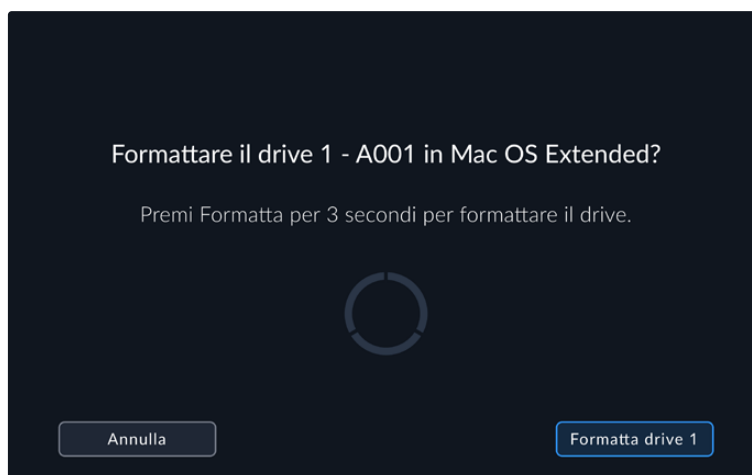 Formattare il drive 1 - A001 in Mac OS Extended?
Premi Formatta per 3 secondi per formattare il drive.
Annulla
Formatta drive 1